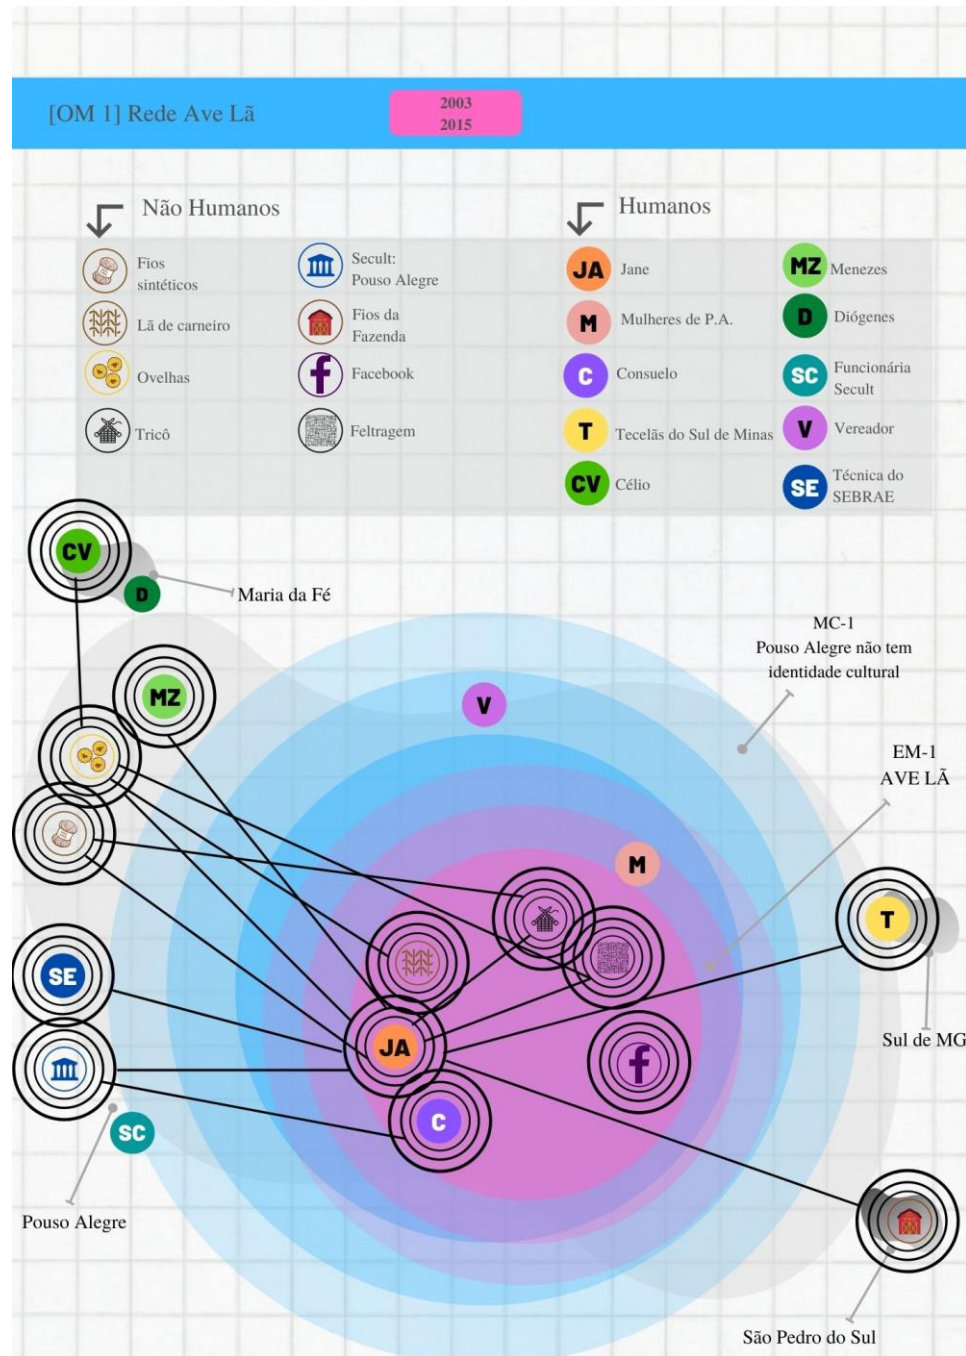 [OM 1] Rede Ave Lã
2003
2015
Não Humanos
Fios
sintéticos
Lã de carneiro
Ovelhas
Tricô
Secult:
Pouso Alegre
Fios da
Fazenda
Facebook
Feltragem
Humanos
JA Jane
M Mulheres de P.A.
C Consuelo
T Tecelãs do Sul de Minas
CV Célio
MZ Menezes
D Diógenes
SC Funcionária
Secult
V Vereador
SE Técnica do
SEBRAE
CV
D
Maria da Fé
MC-1
Pouso Alegre não tem
identidade cultural
MZ
V
EM-1
AVE LÃ
M
T
SE
JA
Sul de MG
C
SC
Pouso Alegre
São Pedro do Sul